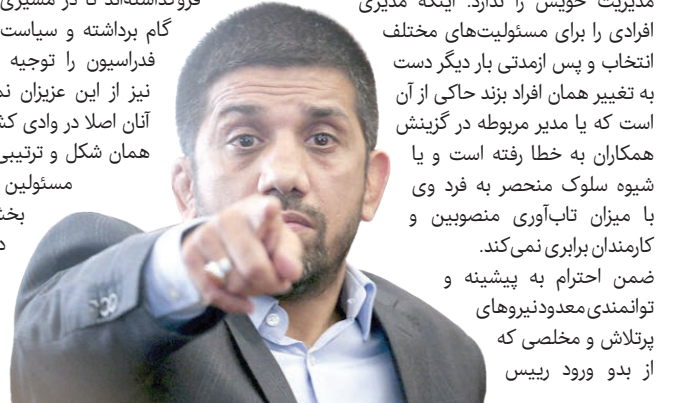 مدیریت خویش را ندارد. اینکه مدیری
افرادی را برای مسئولیت‌های مختلف
انتخاب و پس ازمدتی بار دیگر دست
به تغییر همان افراد بزند حاکی از آن
است که یا مدیر مربوطه در گزینش
همکاران به خطا رفته است و یا
شیوه سلوک منحصر به فرد وی
با میزان تاب‌آوری منصوبین و
کارمندان برابری نمی‌کند.
ضمن احترام به پیشینه و
توانمندی‌معدودنیروهای
پرتلاش و مخلصی که
از بدو ورود رییس
فروگذاشته‌اند تا در مسیری
گام برداشته و سیاست
فدراسیون را توجیه
نیز از این عزیزان
آنان اصلا در وادی
همان شکل و ترتیبی
مسئولین